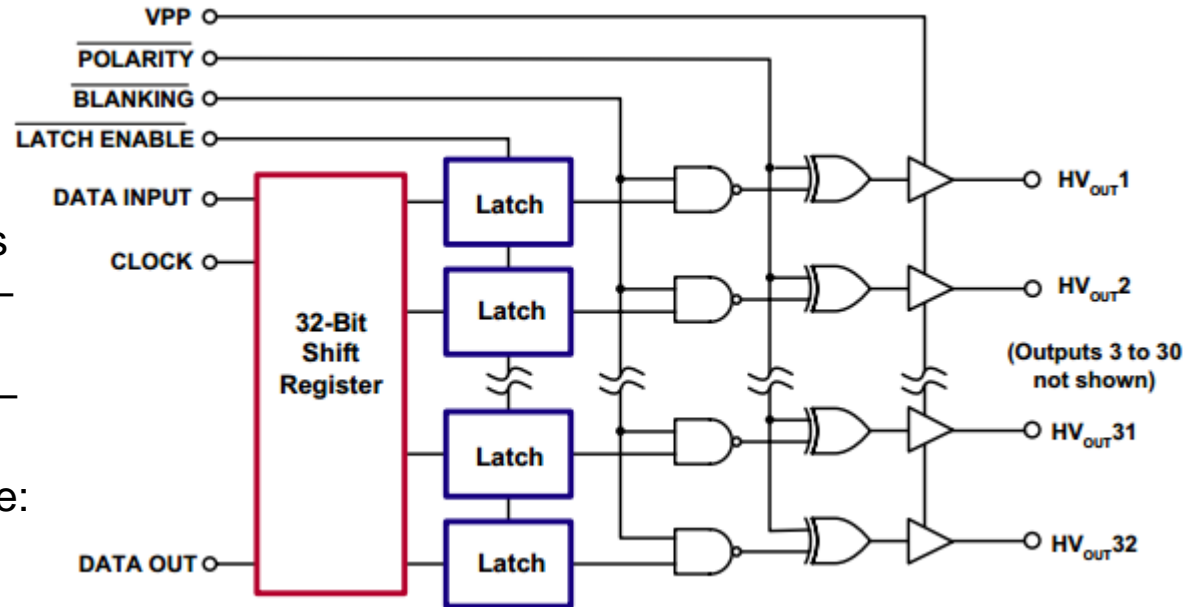 VPP
POLARITY
BLANKING
LATCH ENABLE
DATA INPUT
CLOCK
DATA OUT
s
e:
32-Bit
Shift
Register
Latch
Latch
Latch
Latch
HVOUT1
HVOUT2
(Outputs 3 to 30
not shown)
HVOUT31
HVOUT32